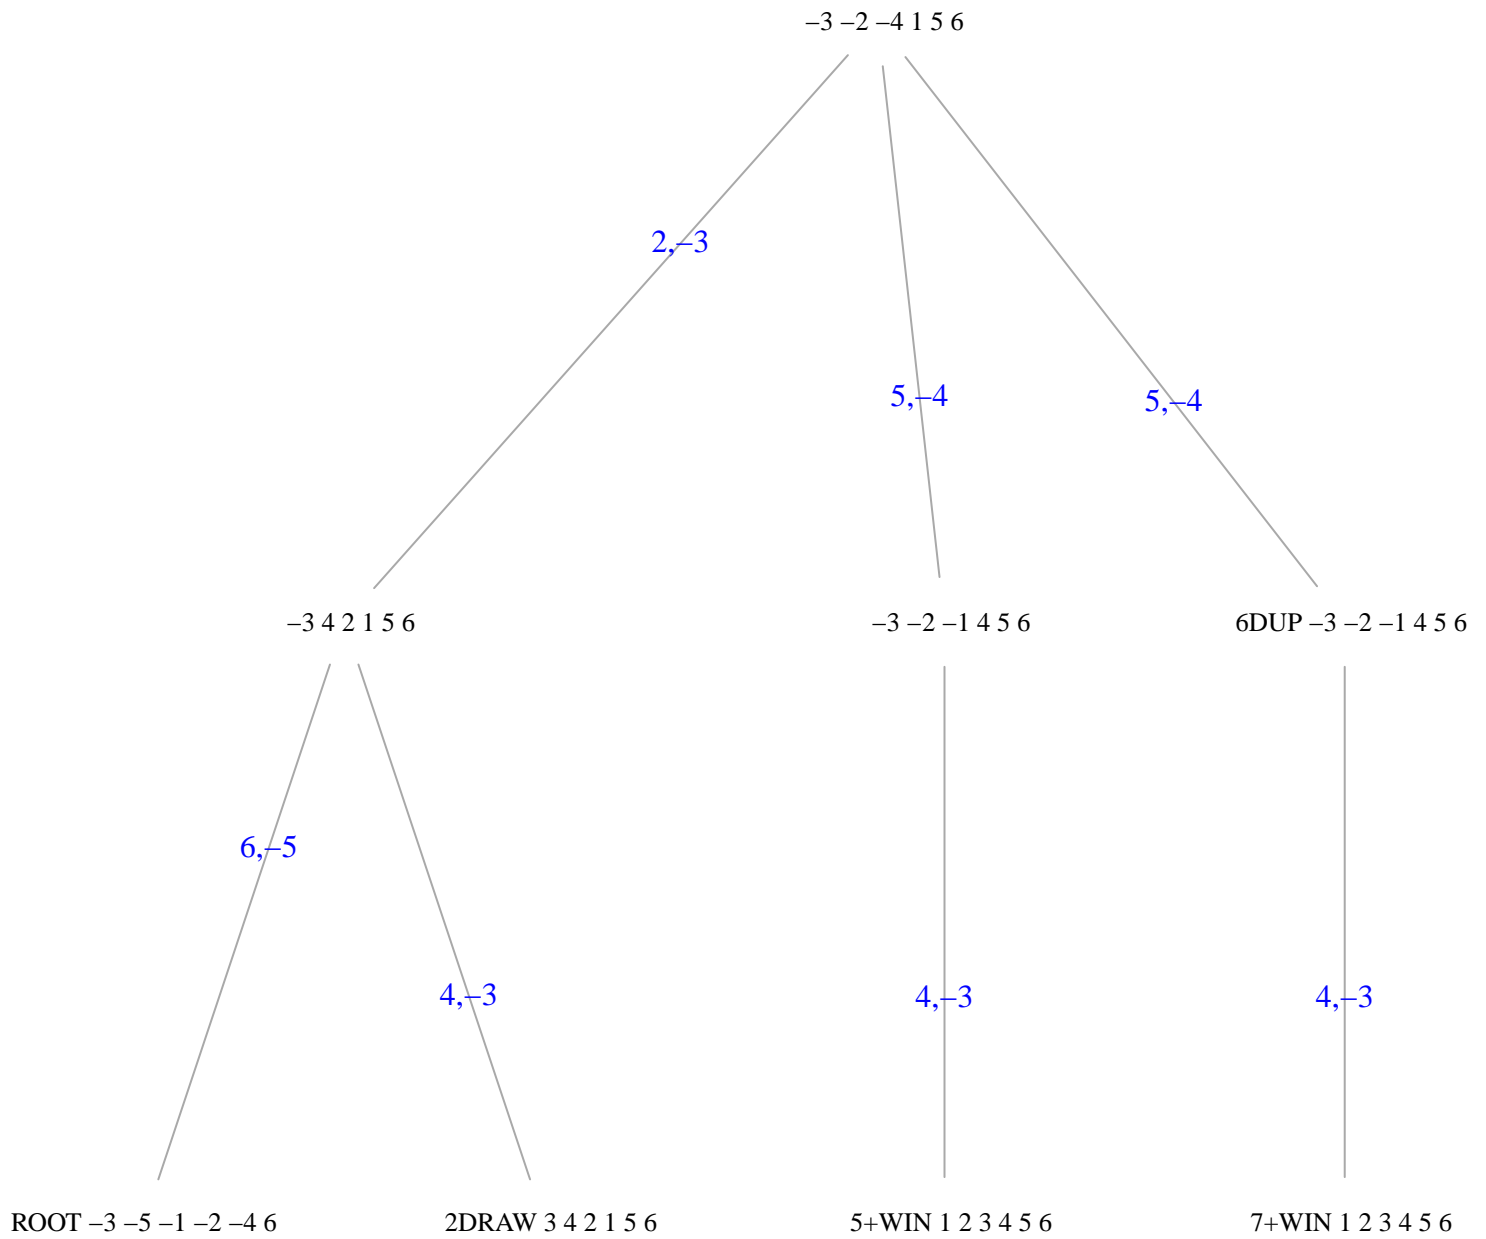 –3 –2 –4 1 5 6
2,–3
5,–4
5,–4
–3 4 2 1 5 6
–3 –2 –1 4 5 6
6DUP –3 –2 –1 4 5 6
6,–5
4,–3
4,–3
4,–3
ROOT –3 –5 –1 –2 –4 6
2DRAW 3 4 2 1 5 6
5+WIN 1 2 3 4 5 6
7+WIN 1 2 3 4 5 6